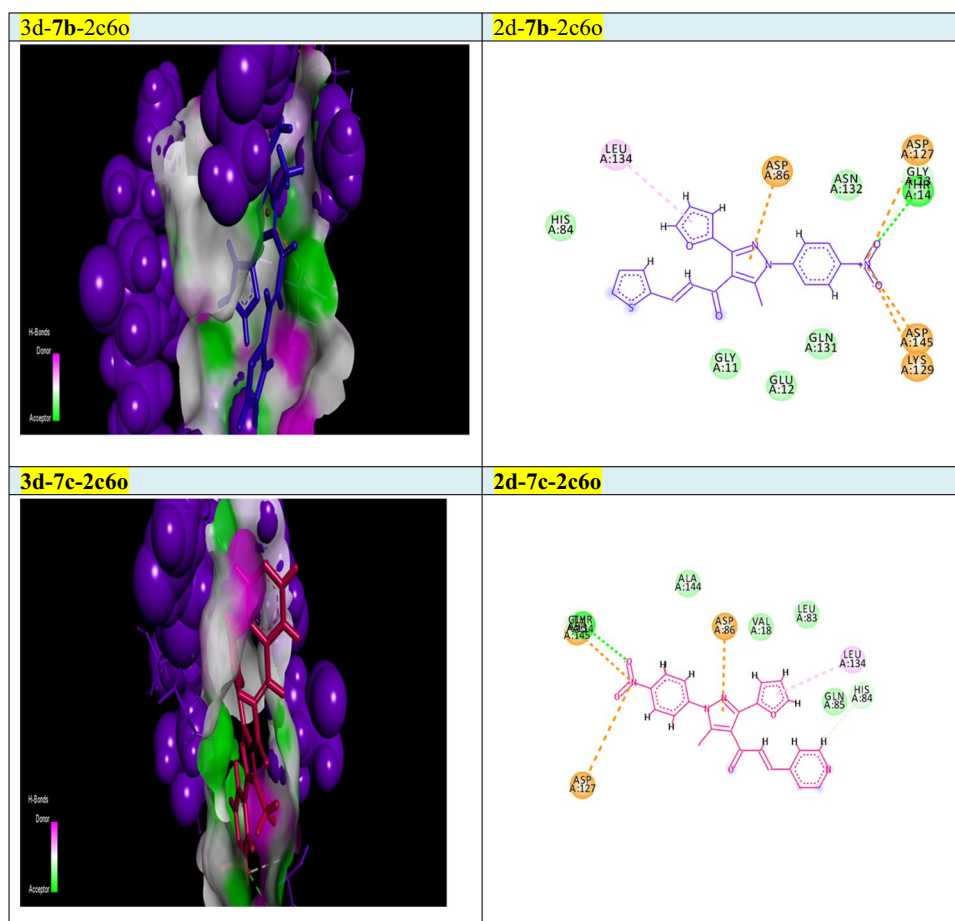 3d-7b-2c6o
2d-7b-2c6o
H-Bonds
Donor
Acceptor
LEU
A:134
ASP
A:86
ASN
A:132
ASP
A:127
GLY
THR
A:14
HIS
A:84
H
H
H
H
H
H
O
N
N
N
+
O
O
S
O
GLN
A:131
GLY
A:11
GLU
A:12
ASP
A:145
LYS
A:129
3d-7c-2c6o
2d-7c-2c6o
H-Bonds
Donor
Acceptor
ALA
A:144
THR
A:145
ASP
A:86
VAL
A:18
LEU
A:83
LEU
A:134
GLN
A:85
HIS
A:84
O
O
N
H
H
H
H
N
N
H
H
H
O
O
H
H
H
H
N
ASP
A:127